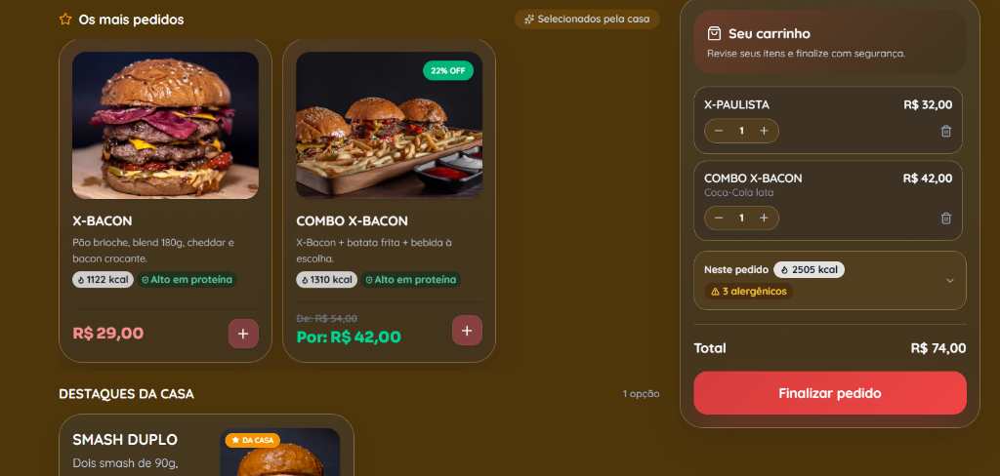 Os mais pedidos
Selecionados pela casa
22% OFF
X-BACON
Pão brioche, blend 180g, cheddar e
bacon crocante.
1122 kcal
Alto em proteína
R$ 29,00
+
COMBO X-BACON
X-Bacon + batata frita + bebida à
escolha.
1310 kcal
Alto em proteína
De: R$ 54,00
Por: R$ 42,00
+
DESTAQUES DA CASA
1 opção
SMASH DUPLO
Dois smash de 90g,
DA CASA
Seu carrinho
Revise seus itens e finalize com segurança.
X-PAULISTA
R$ 32,00
− 1 +
COMBO X-BACON
R$ 42,00
Coca-Cola lata
− 1 +
Neste pedido
2505 kcal
3 alergênicos
Total
R$ 74,00
Finalizar pedido